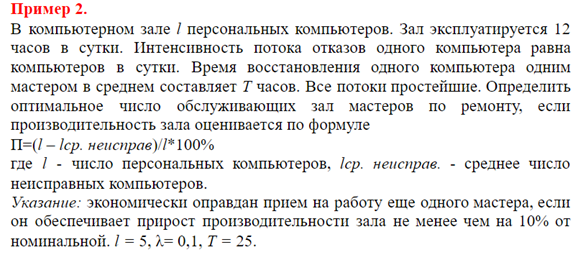 Пример 2.
В компьютерном зале l персональных компьютеров. Зал эксплуатируется 12
часов в сутки. Интенсивность потока отказов одного компьютера равна
компьютеров в сутки. Время восстановления одного компьютера одним
мастером в среднем составляет T часов. Все потоки простейшие. Определить
оптимальное число обслуживающих зал мастеров по ремонту, если
производительность зала оценивается по формуле
П=(l – lср. неисправ)/l*100%
где l - число персональных компьютеров, lср. неисправ. - среднее число
неисправных компьютеров.
Указание: экономически оправдан прием на работу еще одного мастера, если
он обеспечивает прирост производительности зала не менее чем на 10% от
номинальной. l = 5, λ= 0,1, T = 25.